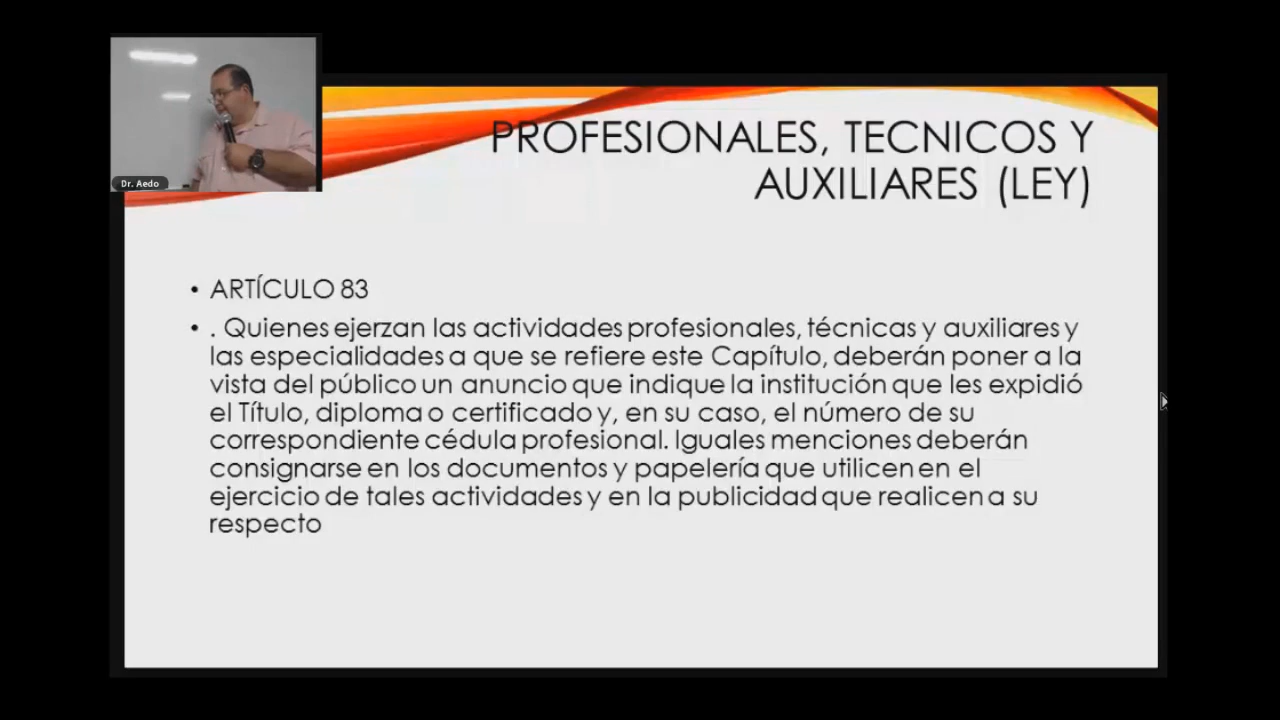 Dr. Aedo
PROFESIONALES, TECNICOS Y
AUXILIARES (LEY)
• ARTÍCULO 83
• . Quienes ejerzan las actividades profesionales, técnicas y auxiliares y
las especialidades a que se refiere este Capítulo, deberán poner a la
vista del público un anuncio que indique la institución que les expidió
el Título, diploma o certificado y, en su caso, el número de su
correspondiente cédula profesional. Iguales menciones deberán
consignarse en los documentos y papelería que utilicen en el
ejercicio de tales actividades y en la publicidad que realicen a su
respecto